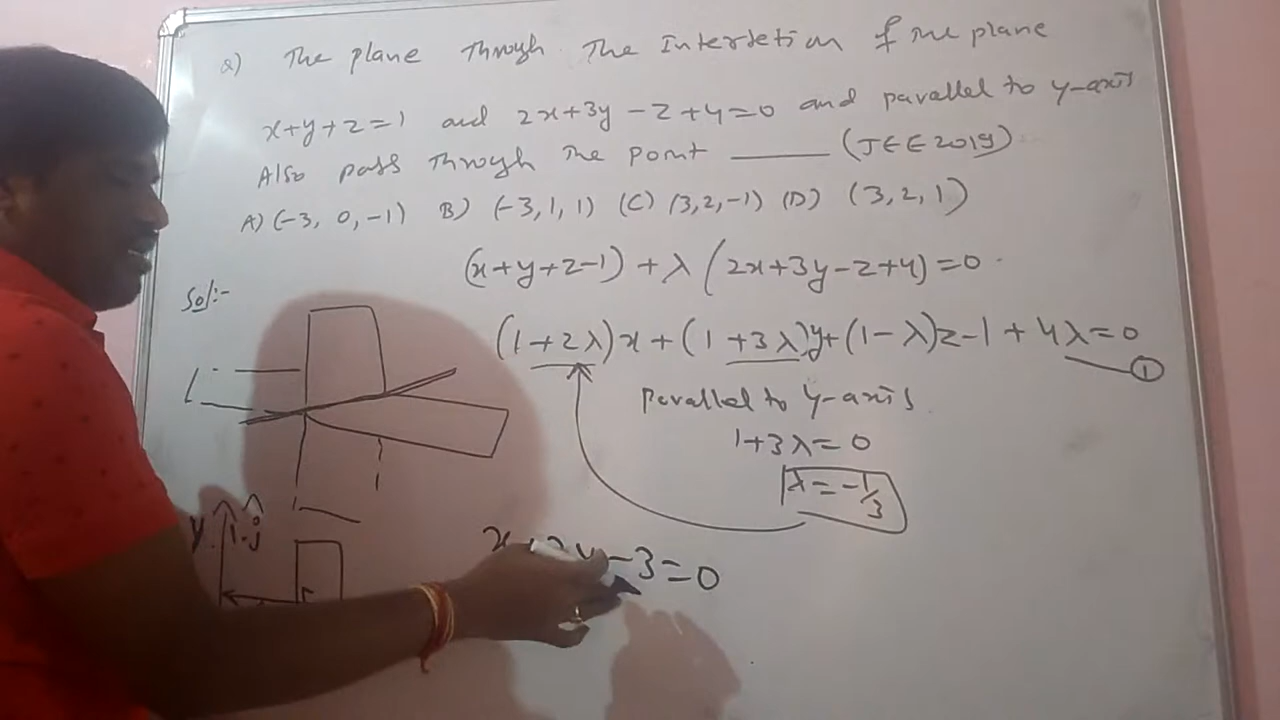 Q) The plane Through The Intersetion of the plane
x+y+z=1 and 2x+3y-z+4=0 and parallel to y-axis
Also pass Through The point _____ (JEE 2019)
A) (-3, 0, -1) B) (-3, 1, 1) (C) (3, 2, -1) (D) (3, 2, 1)
(x+y+z-1) + λ (2x+3y-z+4)=0
Sol:-
(1+2λ)x + (1+3λ)y + (1-λ)z-1 + 4λ=0
①
Parallel to y-axis
1+3λ=0
λ = -1/3
y
-3=0